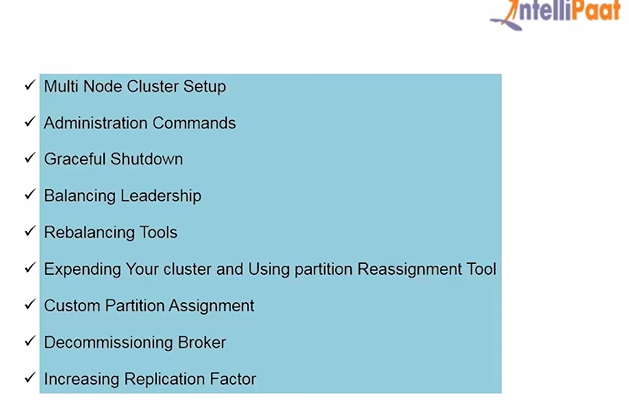 IntelliPaat
Multi Node Cluster Setup
Administration Commands
Graceful Shutdown
Balancing Leadership
Rebalancing Tools
Expending Your cluster and Using partition Reassignment Tool
Custom Partition Assignment
Decommissioning Broker
Increasing Replication Factor